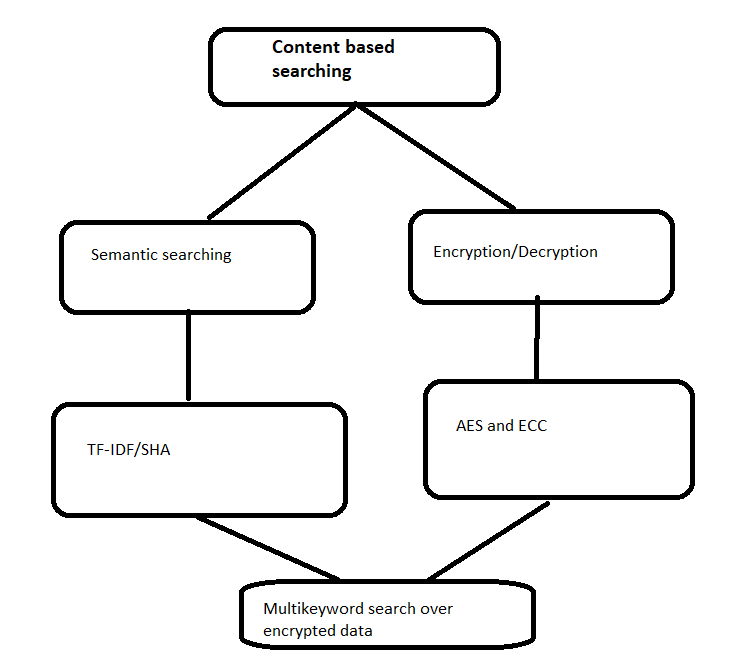 Content based
searching
Semantic searching
Encryption/Decryption
TF-IDF/SHA
AES and ECC
Multikeyword search over
encrypted data